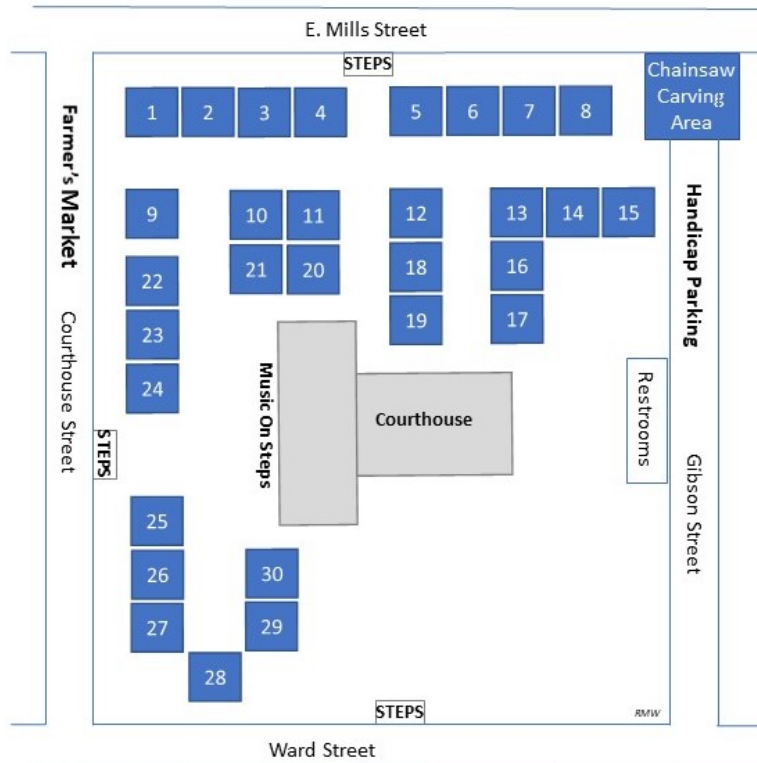 E. Mills Street
STEPS
Chainsaw
Carving
Area
1 2 3 4 5 6 7 8
Farmer's Market
Handicap Parking
9 10 11 12 13 14 15
22 21 20 18 16
23 19 17
24
Courthouse Street
STEPS
Music On Steps
Courthouse
Restrooms
Gibson Street
25
26 30
27 29
28
STEPS
RMW
Ward Street